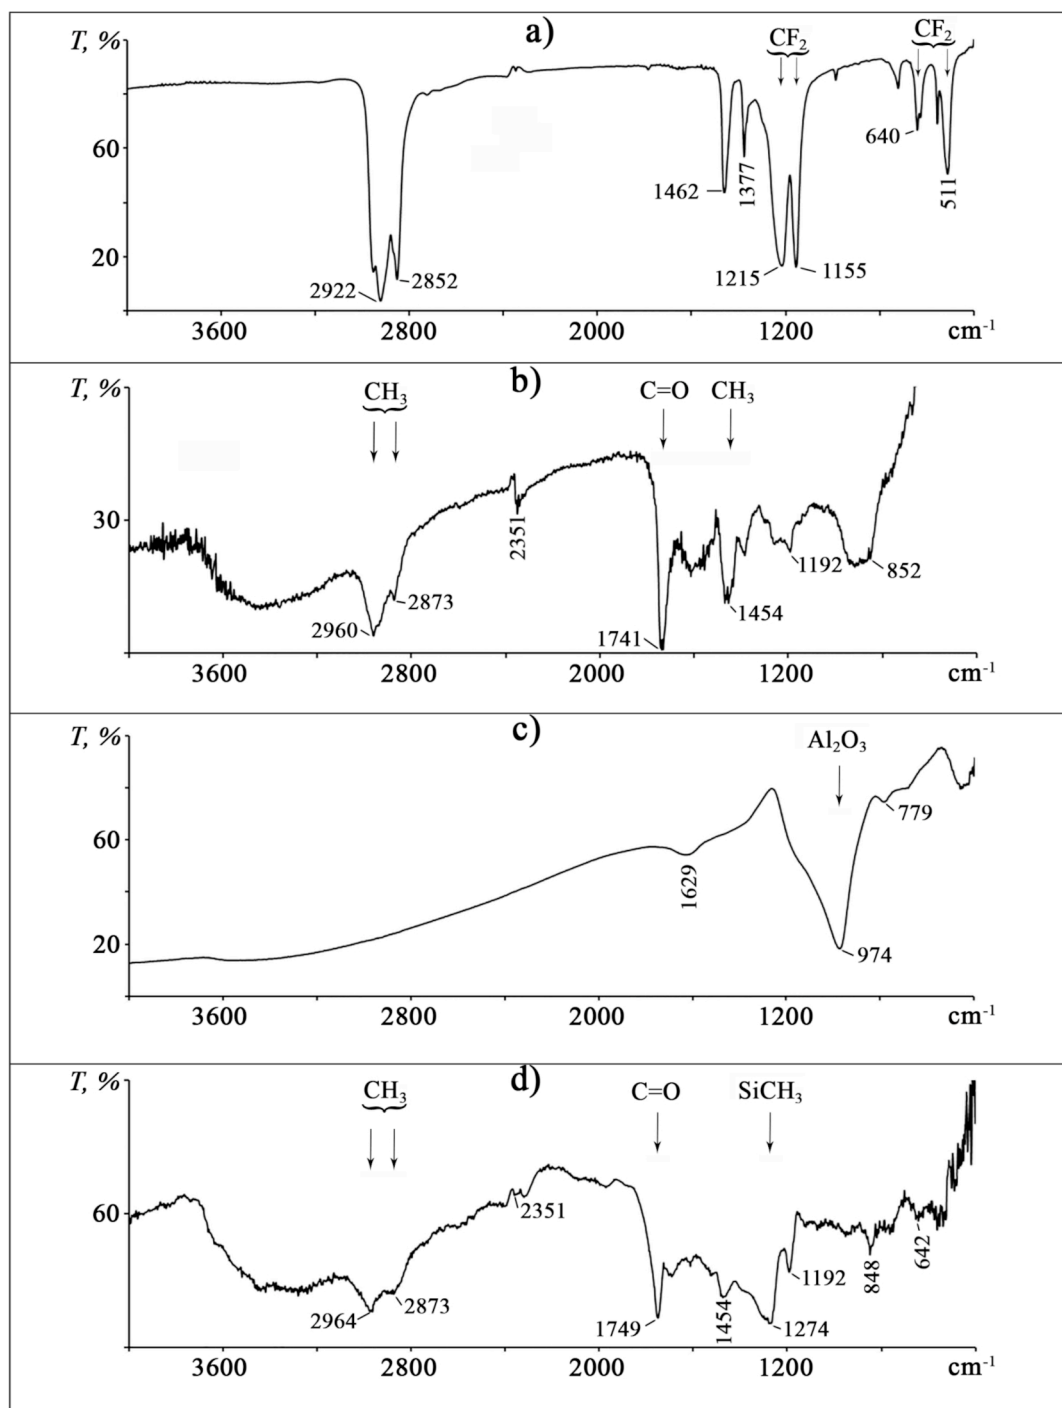 a)
T, %
CF2
CF2
60
20
2922
2852
1462
1377
1215
1155
640
511
3600
2800
2000
1200
cm-1
b)
T, %
CH3
C=O
CH3
30
2960
2873
2351
1741
1454
1192
852
3600
2800
2000
1200
cm-1
c)
T, %
Al2O3
60
20
1629
974
779
3600
2800
2000
1200
cm-1
d)
T, %
CH3
C=O
SiCH3
60
2964
2873
2351
1749
1454
1274
1192
848
642
3600
2800
2000
1200
cm-1